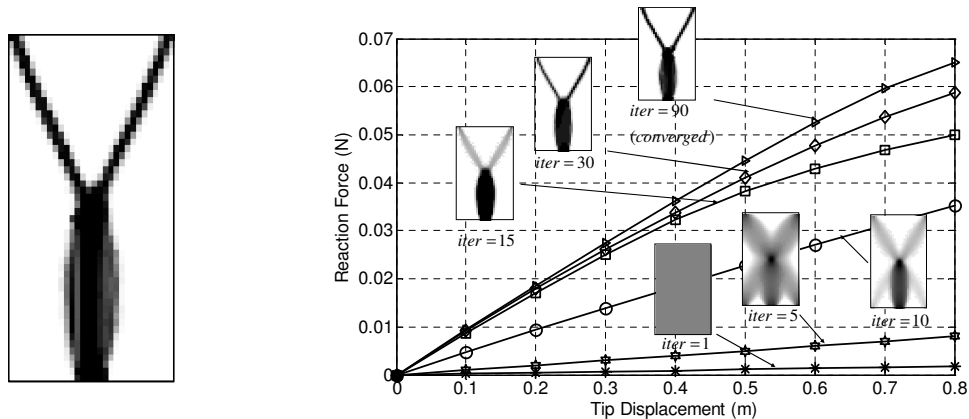 0.07
0.06
0.05
0.04
0.03
0.02
0.01
0
Reaction Force (N)
iter = 90
(converged)
iter = 30
iter = 15
iter = 1
iter = 5
iter = 10
0 0.1 0.2 0.3 0.4 0.5 0.6 0.7 0.8
Tip Displacement (m)